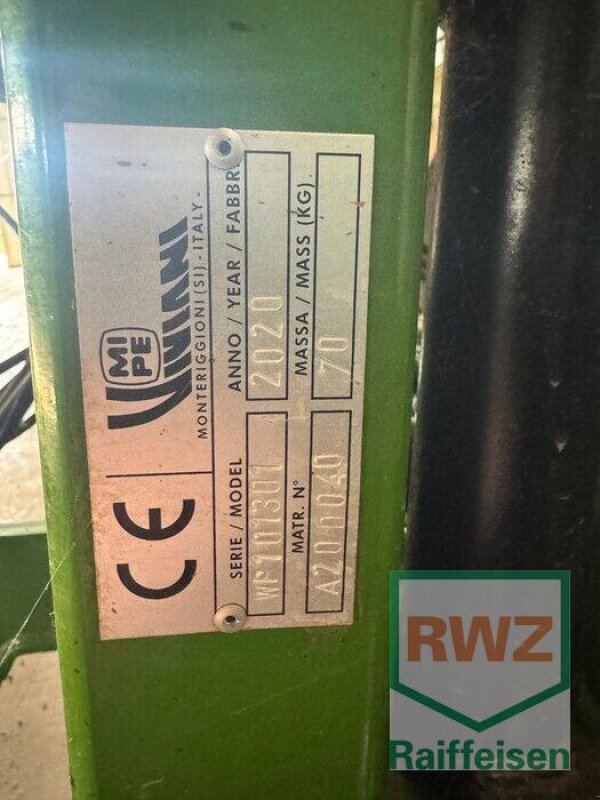 CE
MI
PE
VIVIANI
MONTERIGGIONI (SI) - ITALY -
SERIE / MODEL
ANNO / YEAR / FABBR.
WP101301
2020
MATR. N°
MASSA / MASS (KG)
A200040
70
RWZ
Raiffeisen